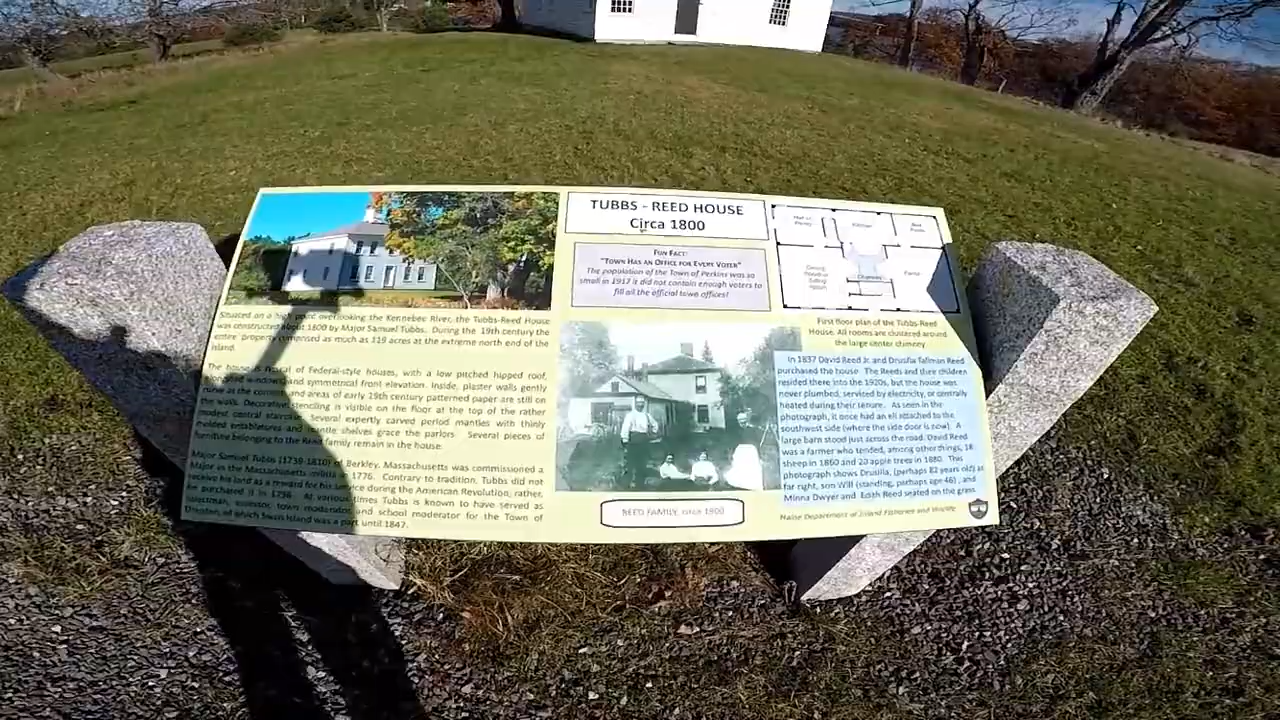 TUBBS - REED HOUSE
Circa 1800
FUN FACT:
"TOWN HAS AN OFFICE FOR EVERY VOTER"
The population of the Town of Perkins was so
small in 1917 it did not contain enough voters to
fill all the official town offices!
Kitchen
Parlor
Chimney
Situated on a high point overlooking the Kennebec River, the Tubbs-Reed House
was constructed about 1800 by Major Samuel Tubbs. During the 19th century the
entire property comprised as much as 119 acres at the extreme north end of the
island.
The house is typical of Federal-style houses, with a low pitched hipped roof,
windows and symmetrical front elevation. Inside, plaster walls gently
curve at the corners and areas of early 19th century patterned paper are still on
the walls. Decorative stenciling is visible on the floor at the top of the rather
modest central staircase. Several expertly carved period mantles with thinly
molded entablatures and mantle shelves grace the parlors. Several pieces of
furniture belonging to the Reed family remain in the house.
Major Samuel Tubbs (1739-1810) of Berkley, Massachusetts was commissioned a
Major in the Massachusetts militia in 1776. Contrary to tradition, Tubbs did not
receive his land as a reward for his service during the American Revolution, rather,
he purchased it in 1796. At various times Tubbs is known to have served as
selectman, assessor, town moderator and school moderator for the Town of
Dresden, of which Swan Island was a part until 1847.
REED FAMILY, circa 1900
First floor plan of the Tubbs-Reed
House. All rooms are clustered around
the large center chimney
In 1837 David Reed Jr. and Drusilla Tallman Reed
purchased the house. The Reeds and their children
resided there into the 1920s, but the house was
never plumbed, serviced by electricity, or centrally
heated during their tenure. As seen in the
photograph, it once had an ell attached to the
southwest side (where the side door is now). A
large barn stood just across the road. David Reed
was a farmer who tended, among other things, 18
sheep in 1860 and 20 apple trees in 1880. This
photograph shows Drusilla, (perhaps 82 years old) at
far right, son Will (standing, perhaps age 46), and
Minna Dwyer and Edith Reed seated on the grass.
Maine Department of Inland Fisheries and Wildlife